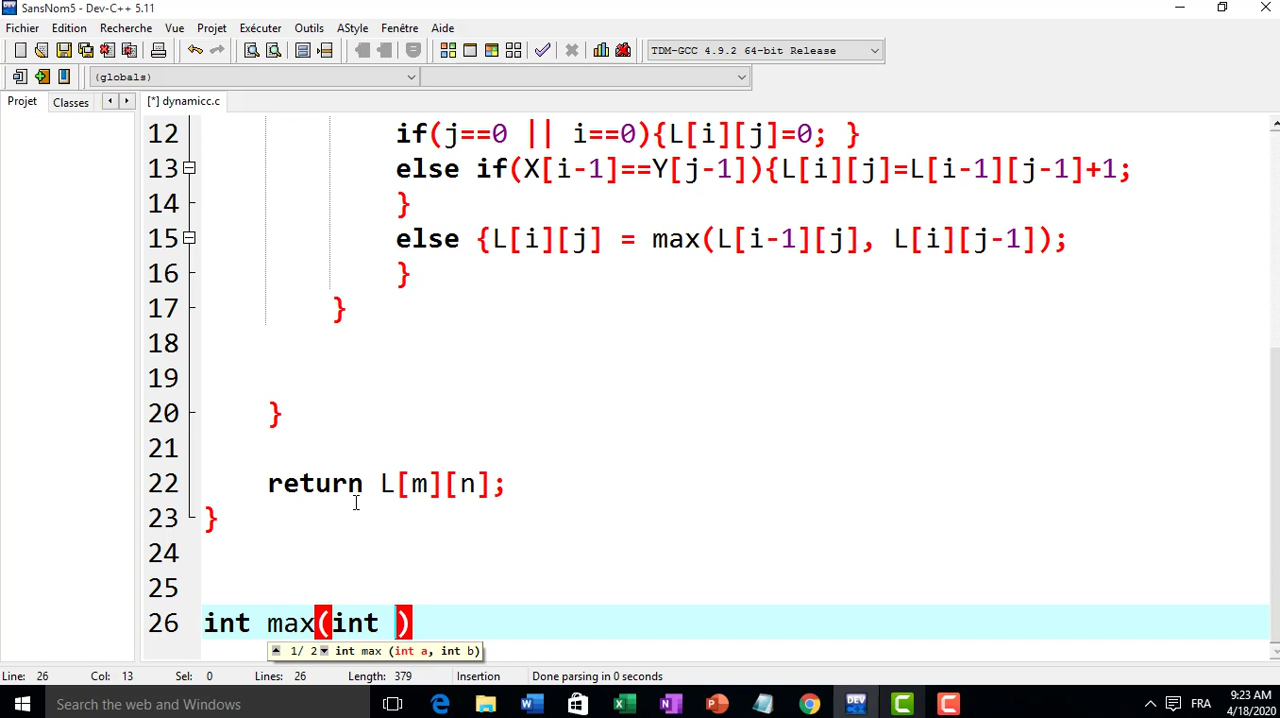 SansNom5 - Dev-C++ 5.11
Fichier Edition Recherche Vue Projet Exécuter Outils AStyle Fenêtre Aide
TDM-GCC 4.9.2 64-bit Release
(globals)
Projet Classes [*] dynamicc.c
12 if(j==0 || i==0){L[i][j]=0; }
13 else if(X[i-1]==Y[j-1]){L[i][j]=L[i-1][j-1]+1;
14 }
15 else {L[i][j] = max(L[i-1][j], L[i][j-1]);
16 }
17 }
18
19
20 }
21
22 return L[m][n];
23 }
24
25
26 int max(int )
1/ 2 int max (int a, int b)
Line: 26 Col: 13 Sel: 0 Lines: 26 Length: 379 Insertion Done parsing in 0 seconds
Search the web and Windows DEV FRA 9:23 AM
4/18/2020